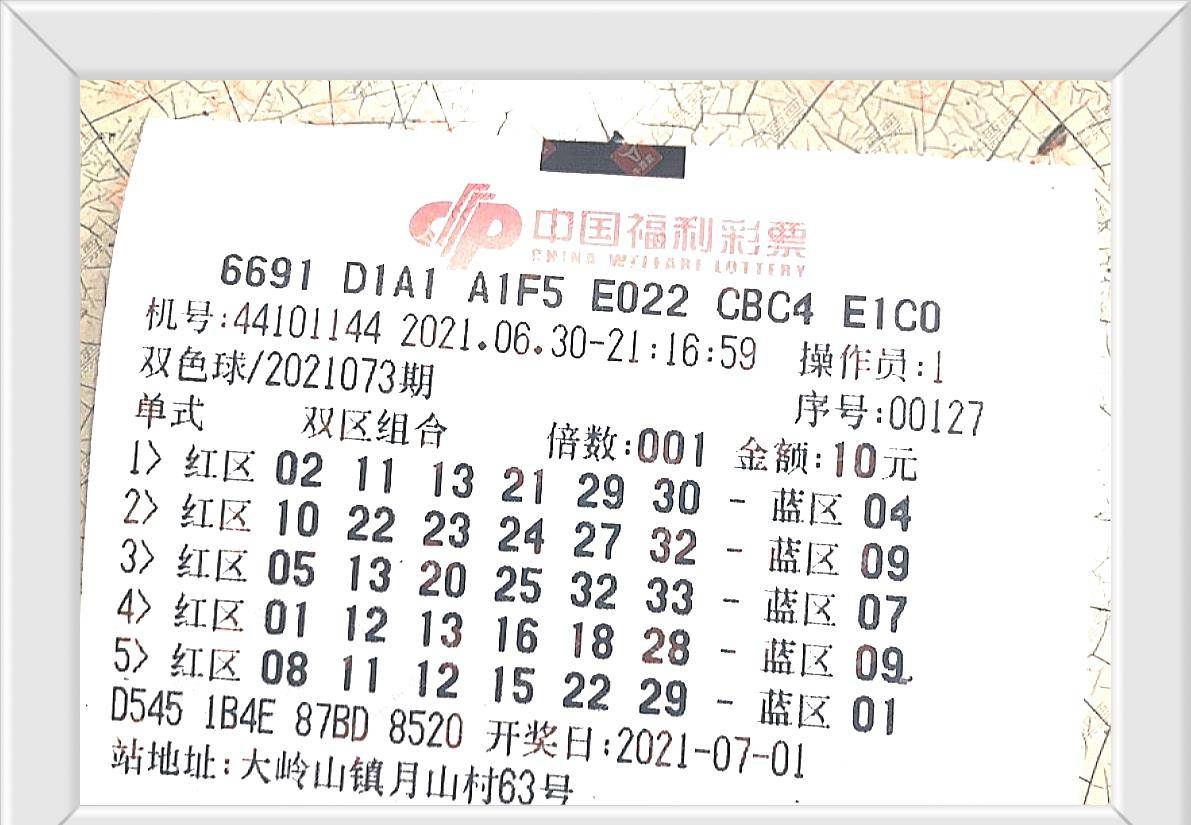 中国福利彩票
CHINA WELFARE LOTTERY
6691 D1A1 A1F5 E022 CBC4 E1C0
机号:44101144 2021.06.30-21:16:59 操作员:1
双色球/2021073期 序号:00127
单式 双区组合 倍数:001 金额:10元
1> 红区 02 11 13 21 29 30 - 蓝区 04
2> 红区 10 22 23 24 27 32 - 蓝区 09
3> 红区 05 13 20 25 32 33 - 蓝区 07
4> 红区 01 12 13 16 18 28 - 蓝区 09
5> 红区 08 11 12 15 22 29 - 蓝区 01
D545 1B4E 87BD 8520 开奖日:2021-07-01
站地址:大岭山镇月山村63号